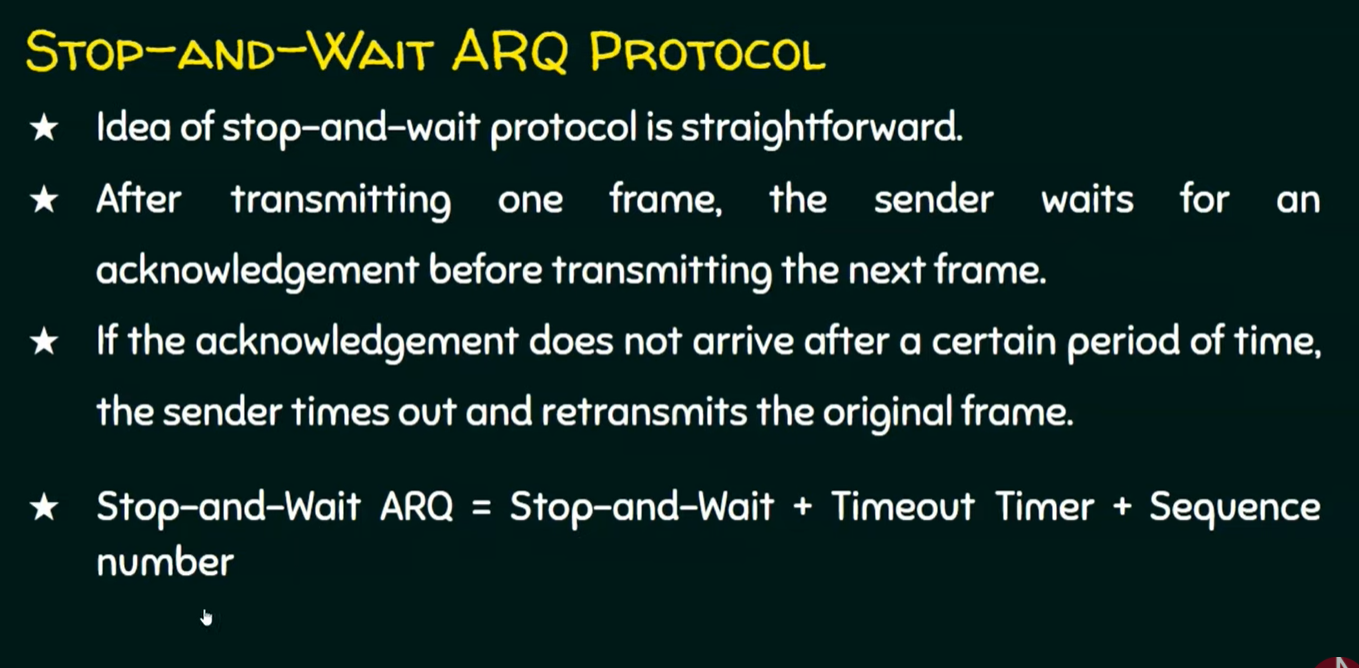 STOP-AND-WAIT ARQ PROTOCOL
★ Idea of stop-and-wait protocol is straightforward.
★ After transmitting one frame, the sender waits for an
acknowledgement before transmitting the next frame.
★ If the acknowledgement does not arrive after a certain period of time,
the sender times out and retransmits the original frame.
★ Stop-and-Wait ARQ = Stop-and-Wait + Timeout Timer + Sequence
number